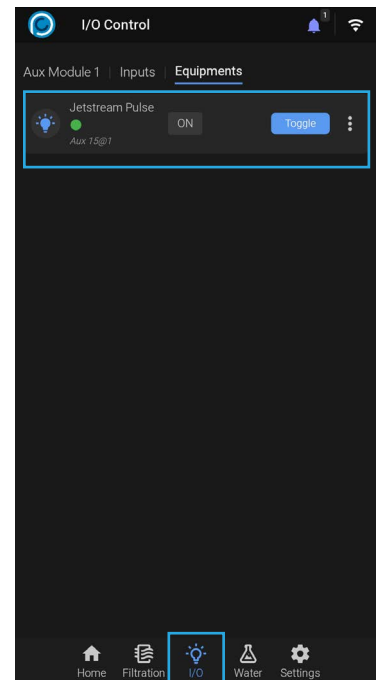 I/O Control
1
Aux Module 1 | Inputs | Equipments
Jetstream Pulse
ON
Toggle
Aux 15@1
Home
Filtration
I/O
Water
Settings